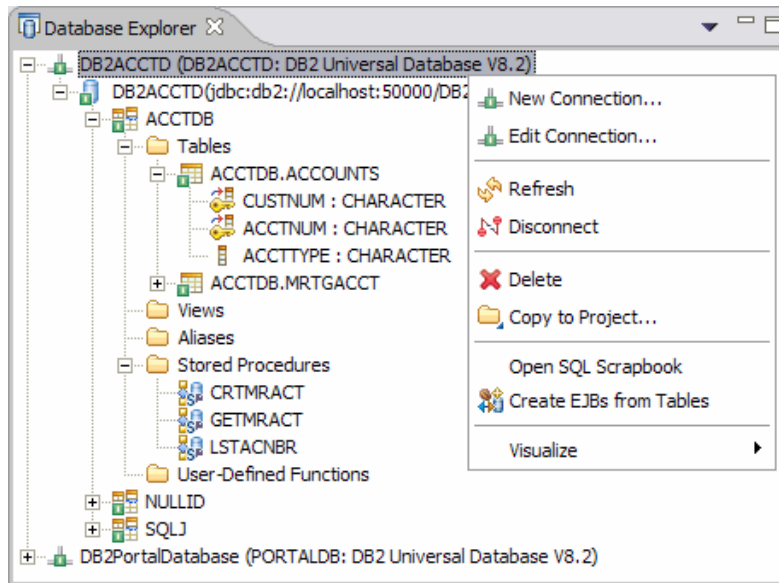 Database Explorer
DB2ACCTD (DB2ACCTD: DB2 Universal Database V8.2)
DB2ACCTD(jdbc:db2://localhost:50000/DB2
ACCTDB
Tables
ACCTDB.ACCOUNTS
CUSTNUM : CHARACTER
ACCTNUM : CHARACTER
ACCTTYPE : CHARACTER
ACCTDB.MRTGACCT
Views
Aliases
Stored Procedures
CRTMRACT
GETMRACT
LSTACNBR
User-Defined Functions
NULLID
SQLJ
DB2PortalDatabase (PORTALDB: DB2 Universal Database V8.2)
New Connection...
Edit Connection...
Refresh
Disconnect
Delete
Copy to Project...
Open SQL Scrapbook
Create EJBs from Tables
Visualize